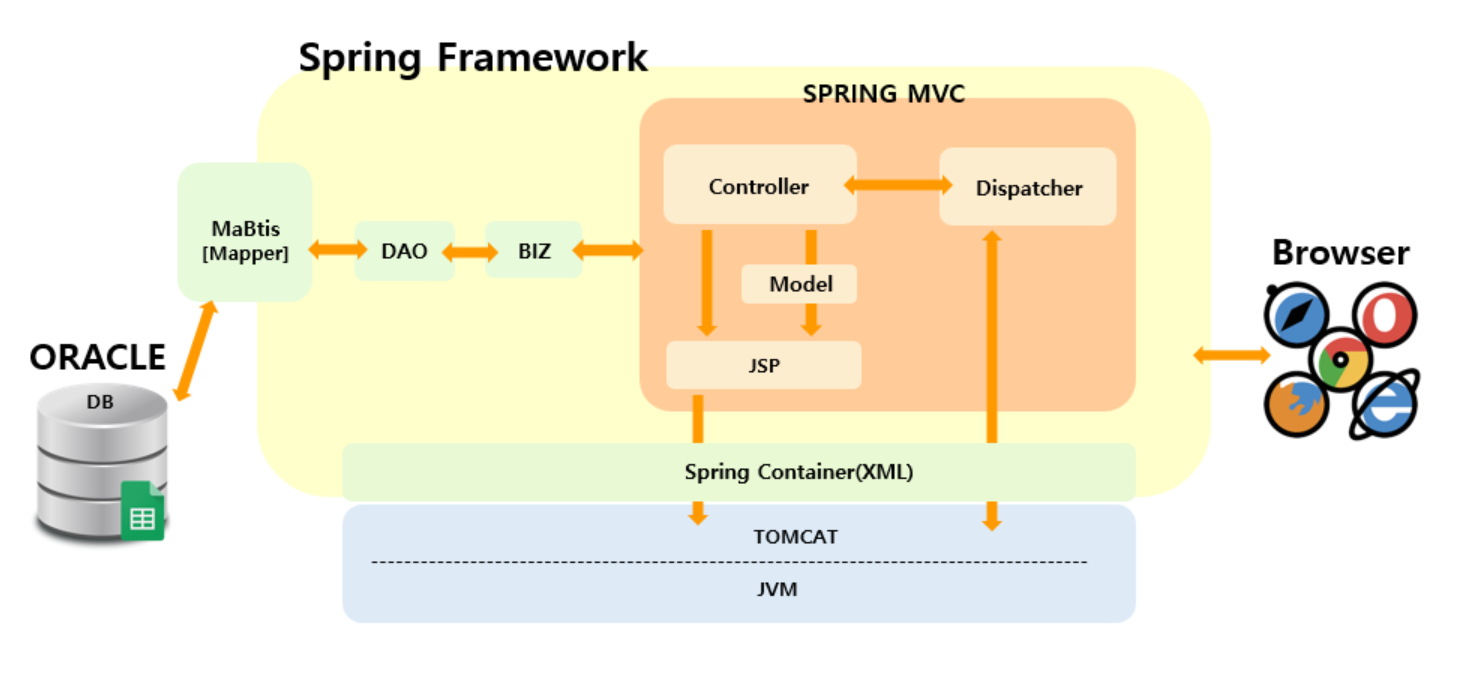 Spring Framework
SPRING MVC
Controller
Dispatcher
MaBtis
[Mapper]
DAO
BIZ
Model
Browser
ORACLE
JSP
DB
Spring Container(XML)
TOMCAT
JVM